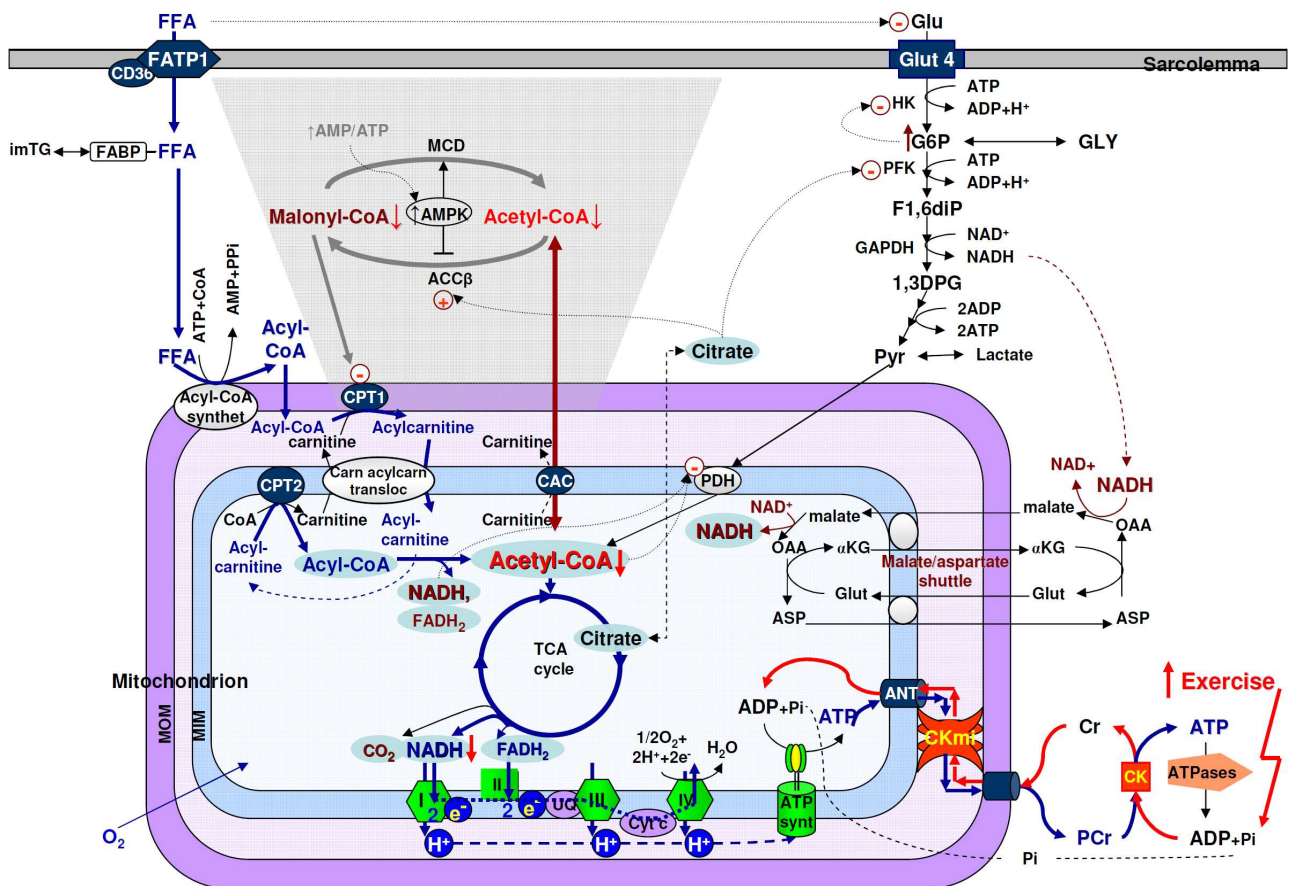 FFA
Glu
-
FATP1
CD36
Glut 4
Sarcolemma
ATP
ADP+H⁺
HK
-
↑AMP/ATP
MCD
imTG
FABP
FFA
G6P
GLY
PFK
-
ATP
ADP+H⁺
F1,6diP
Malonyl-CoA
↑AMPK
Acetyl-CoA
GAPDH
NAD⁺
NADH
ACCβ
+
1,3DPG
2ADP
2ATP
ATP+CoA
AMP+PPi
Acyl-
CoA
FFA
Citrate
Pyr
Lactate
-
CPT1
Acyl-CoA
synthet
Acyl-CoA
carnitine
Acylcarnitine
Carnitine
CPT2
Carn acylcarn
transloc
CAC
-
PDH
NAD+
NADH
CoA
Carnitine
Acyl-
carnitine
Carnitine
NAD⁺
NADH
malate
malate
OAA
OAA
αKG
αKG
Acyl-
carnitine
Acyl-CoA
Acetyl-CoA
Malate/aspartate
shuttle
NADH,
FADH₂
Glut
Glut
ASP
ASP
Citrate
TCA
cycle
Mitochondrion
MOM
MIM
ADP+Pi
ATP
ANT
Exercise
CO₂
NADH
FADH₂
1/2O₂+
2H⁺+2e⁻
H₂O
CKmi
Cr
ATP
CK
ATPases
I
II
III
IV
2
e⁻
2
e⁻
UQ
Cyt c
ATP
synt
O₂
H⁺
H⁺
H⁺
PCr
ADP+Pi
Pi